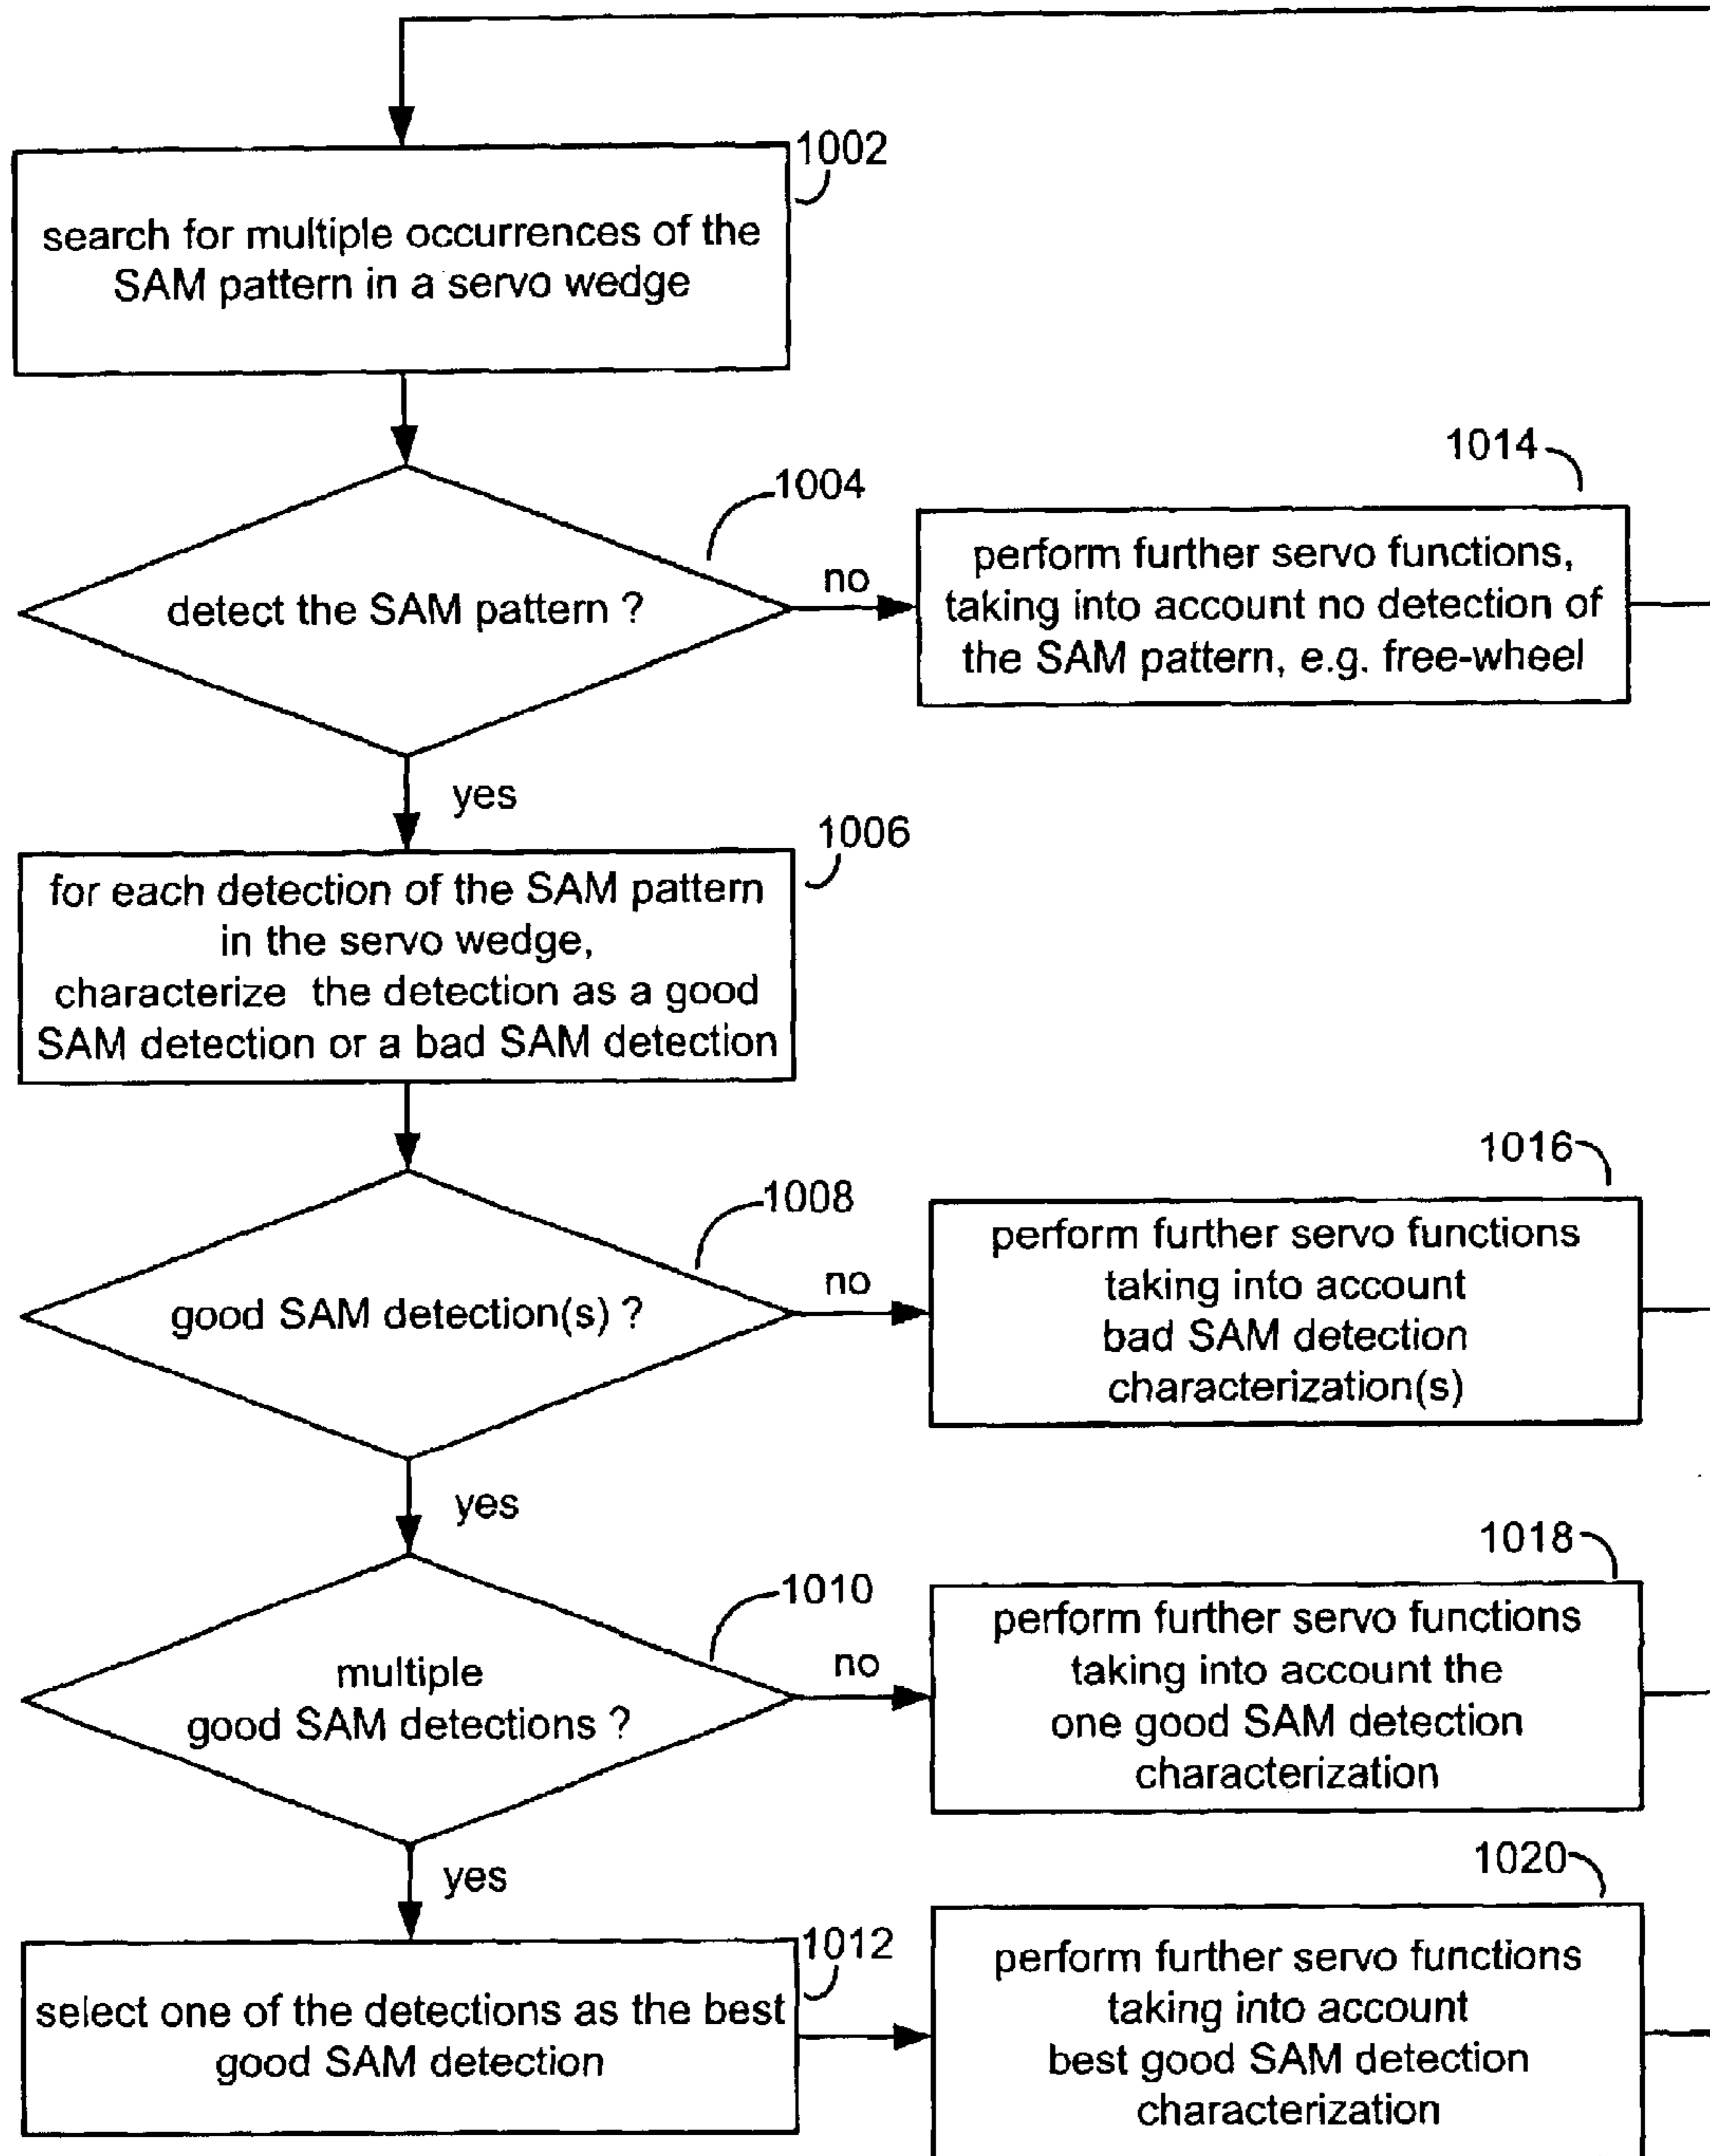 1002
search for multiple occurrences of the
SAM pattern in a servo wedge
1004
detect the SAM pattern ?
no
1014
perform further servo functions,
taking into account no detection of
the SAM pattern, e.g. free-wheel
yes
1006
for each detection of the SAM pattern
in the servo wedge,
characterize the detection as a good
SAM detection or a bad SAM detection
1008
good SAM detection(s) ?
no
1016
perform further servo functions
taking into account
bad SAM detection
characterization(s)
yes
1010
multiple
good SAM detections ?
no
1018
perform further servo functions
taking into account the
one good SAM detection
characterization
yes
1012
select one of the detections as the best
good SAM detection
1020
perform further servo functions
taking into account
best good SAM detection
characterization